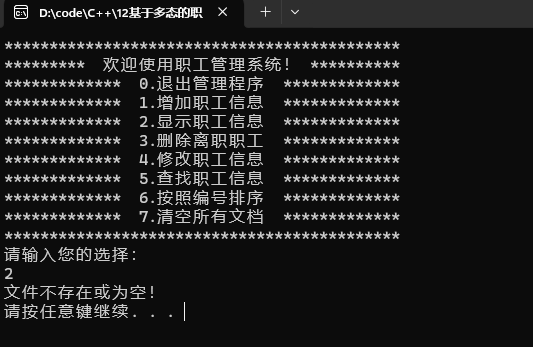 D:\code\C++\12基于多态的职
********************************************
*********  欢迎使用职工管理系统！ **********
*************  0.退出管理程序  *************
*************  1.增加职工信息  *************
*************  2.显示职工信息  *************
*************  3.删除离职职工  *************
*************  4.修改职工信息  *************
*************  5.查找职工信息  *************
*************  6.按照编号排序  *************
*************  7.清空所有文档  *************
********************************************
请输入您的选择：
2
文件不存在或为空！
请按任意键继续. . .